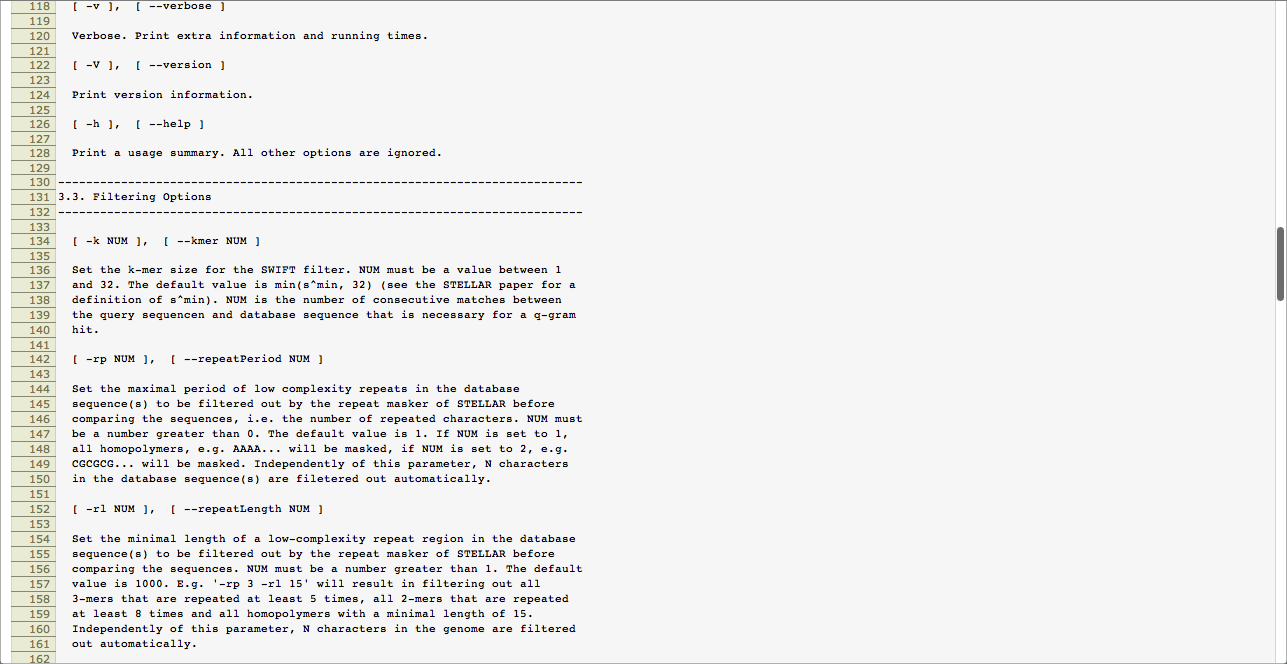 118 [ -v ], [ --verbose ]
119
120 Verbose. Print extra information and running times.
121
122 [ -V ], [ --version ]
123
124 Print version information.
125
126 [ -h ], [ --help ]
127
128 Print a usage summary. All other options are ignored.
129
130 ---------------------------------------------------------------------------
131 3.3. Filtering Options
132 ---------------------------------------------------------------------------
133
134 [ -k NUM ], [ --kmer NUM ]
135
136 Set the k-mer size for the SWIFT filter. NUM must be a value between 1
137 and 32. The default value is min(s^min, 32) (see the STELLAR paper for a
138 definition of s^min). NUM is the number of consecutive matches between
139 the query sequencen and database sequence that is necessary for a q-gram
140 hit.
141
142 [ -rp NUM ], [ --repeatPeriod NUM ]
143
144 Set the maximal period of low complexity repeats in the database
145 sequence(s) to be filtered out by the repeat masker of STELLAR before
146 comparing the sequences, i.e. the number of repeated characters. NUM must
147 be a number greater than 0. The default value is 1. If NUM is set to 1,
148 all homopolymers, e.g. AAAA... will be masked, if NUM is set to 2, e.g.
149 CGCGCG... will be masked. Independently of this parameter, N characters
150 in the database sequence(s) are filetered out automatically.
151
152 [ -rl NUM ], [ --repeatLength NUM ]
153
154 Set the minimal length of a low-complexity repeat region in the database
155 sequence(s) to be filtered out by the repeat masker of STELLAR before
156 comparing the sequences. NUM must be a number greater than 1. The default
157 value is 1000. E.g. '-rp 3 -rl 15' will result in filtering out all
158 3-mers that are repeated at least 5 times, all 2-mers that are repeated
159 at least 8 times and all homopolymers with a minimal length of 15.
160 Independently of this parameter, N characters in the genome are filtered
161 out automatically.
162